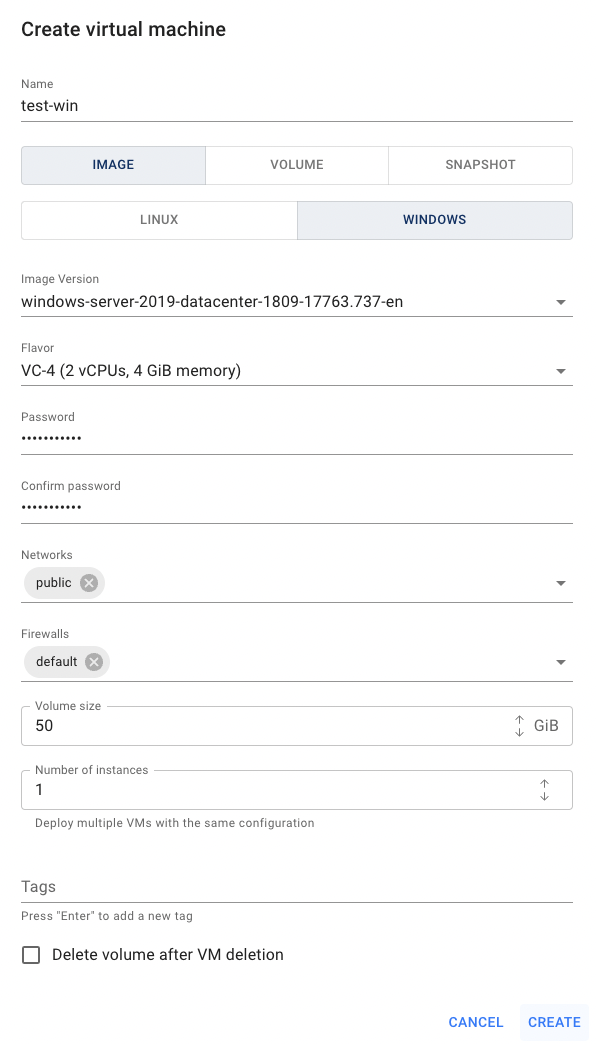 Create virtual machine
Name
test-win
IMAGE VOLUME SNAPSHOT
LINUX WINDOWS
Image Version
windows-server-2019-datacenter-1809-17763.737-en
Flavor
VC-4 (2 vCPUs, 4 GiB memory)
Password
•••••••••••
Confirm password
•••••••••••
Networks
public
Firewalls
default
Volume size
50 GiB
Number of instances
1
Deploy multiple VMs with the same configuration
Tags
Press "Enter" to add a new tag
Delete volume after VM deletion
CANCEL CREATE